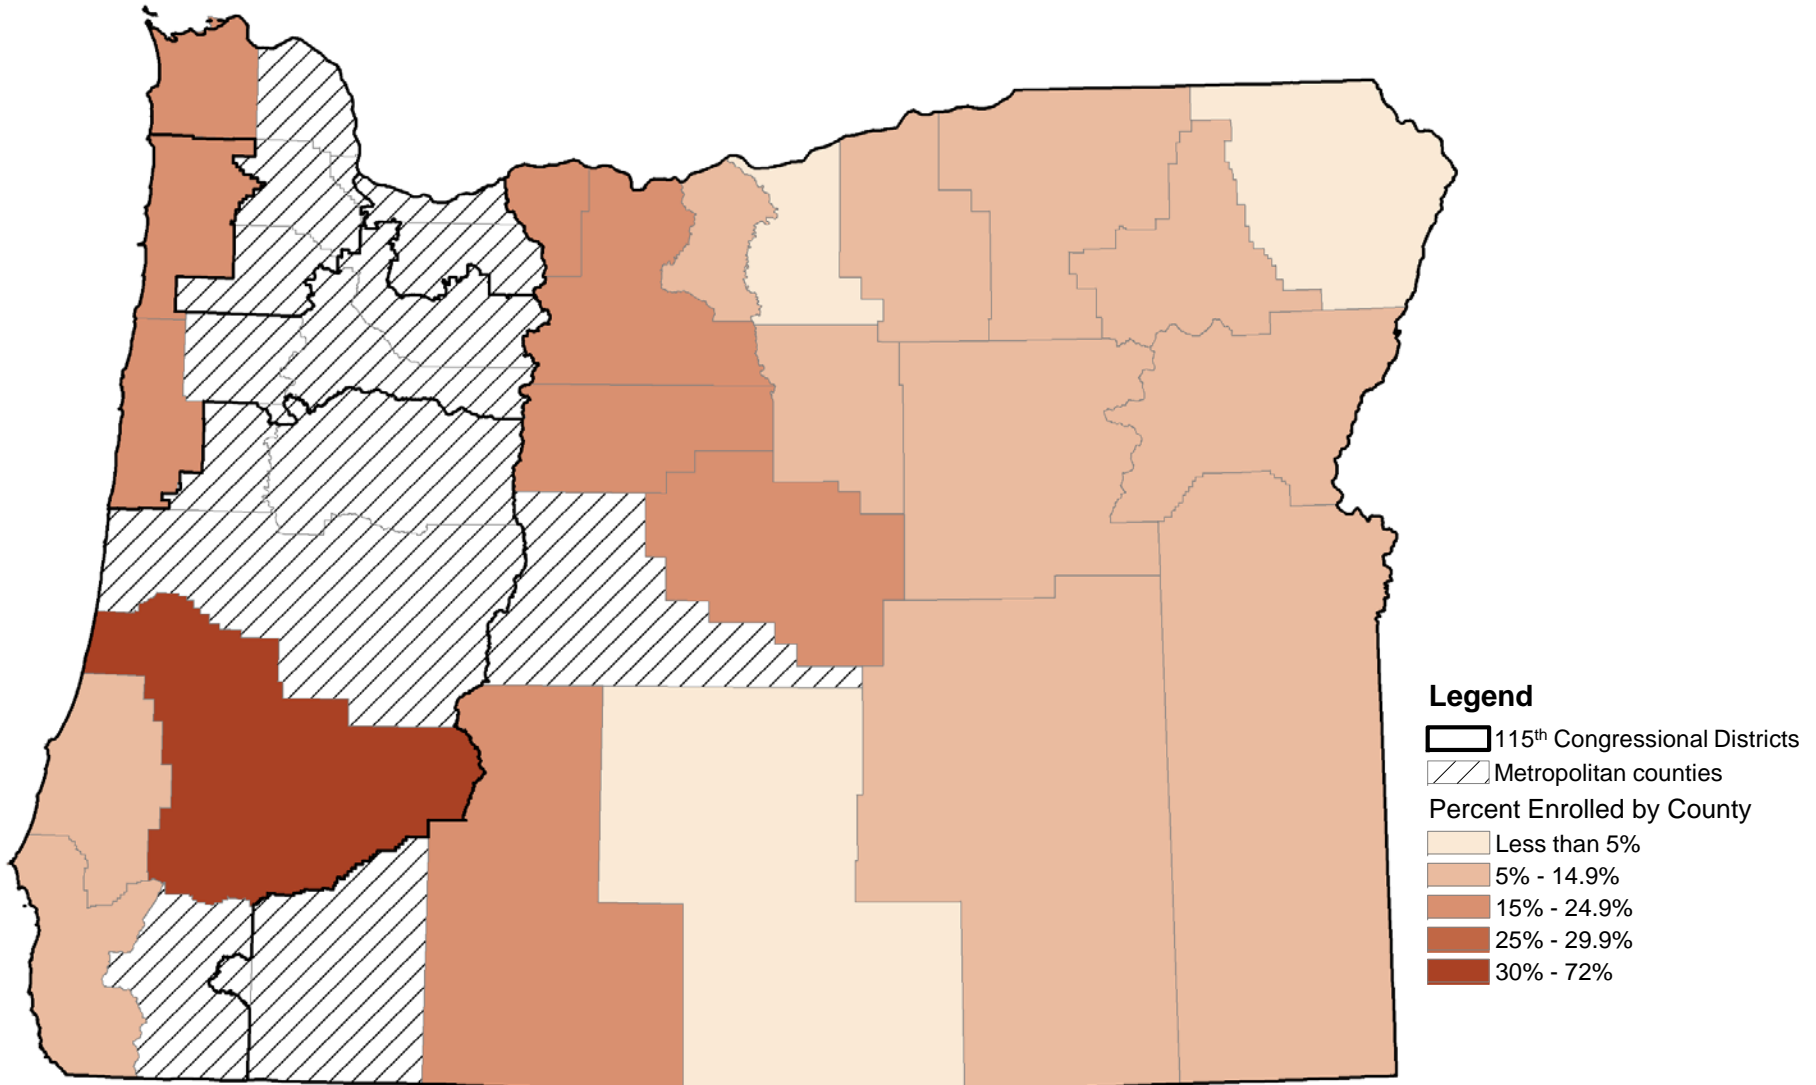 Legend
115th Congressional Districts
Metropolitan counties
Percent Enrolled by County
Less than 5%
5% - 14.9%
15% - 24.9%
25% - 29.9%
30% - 72%